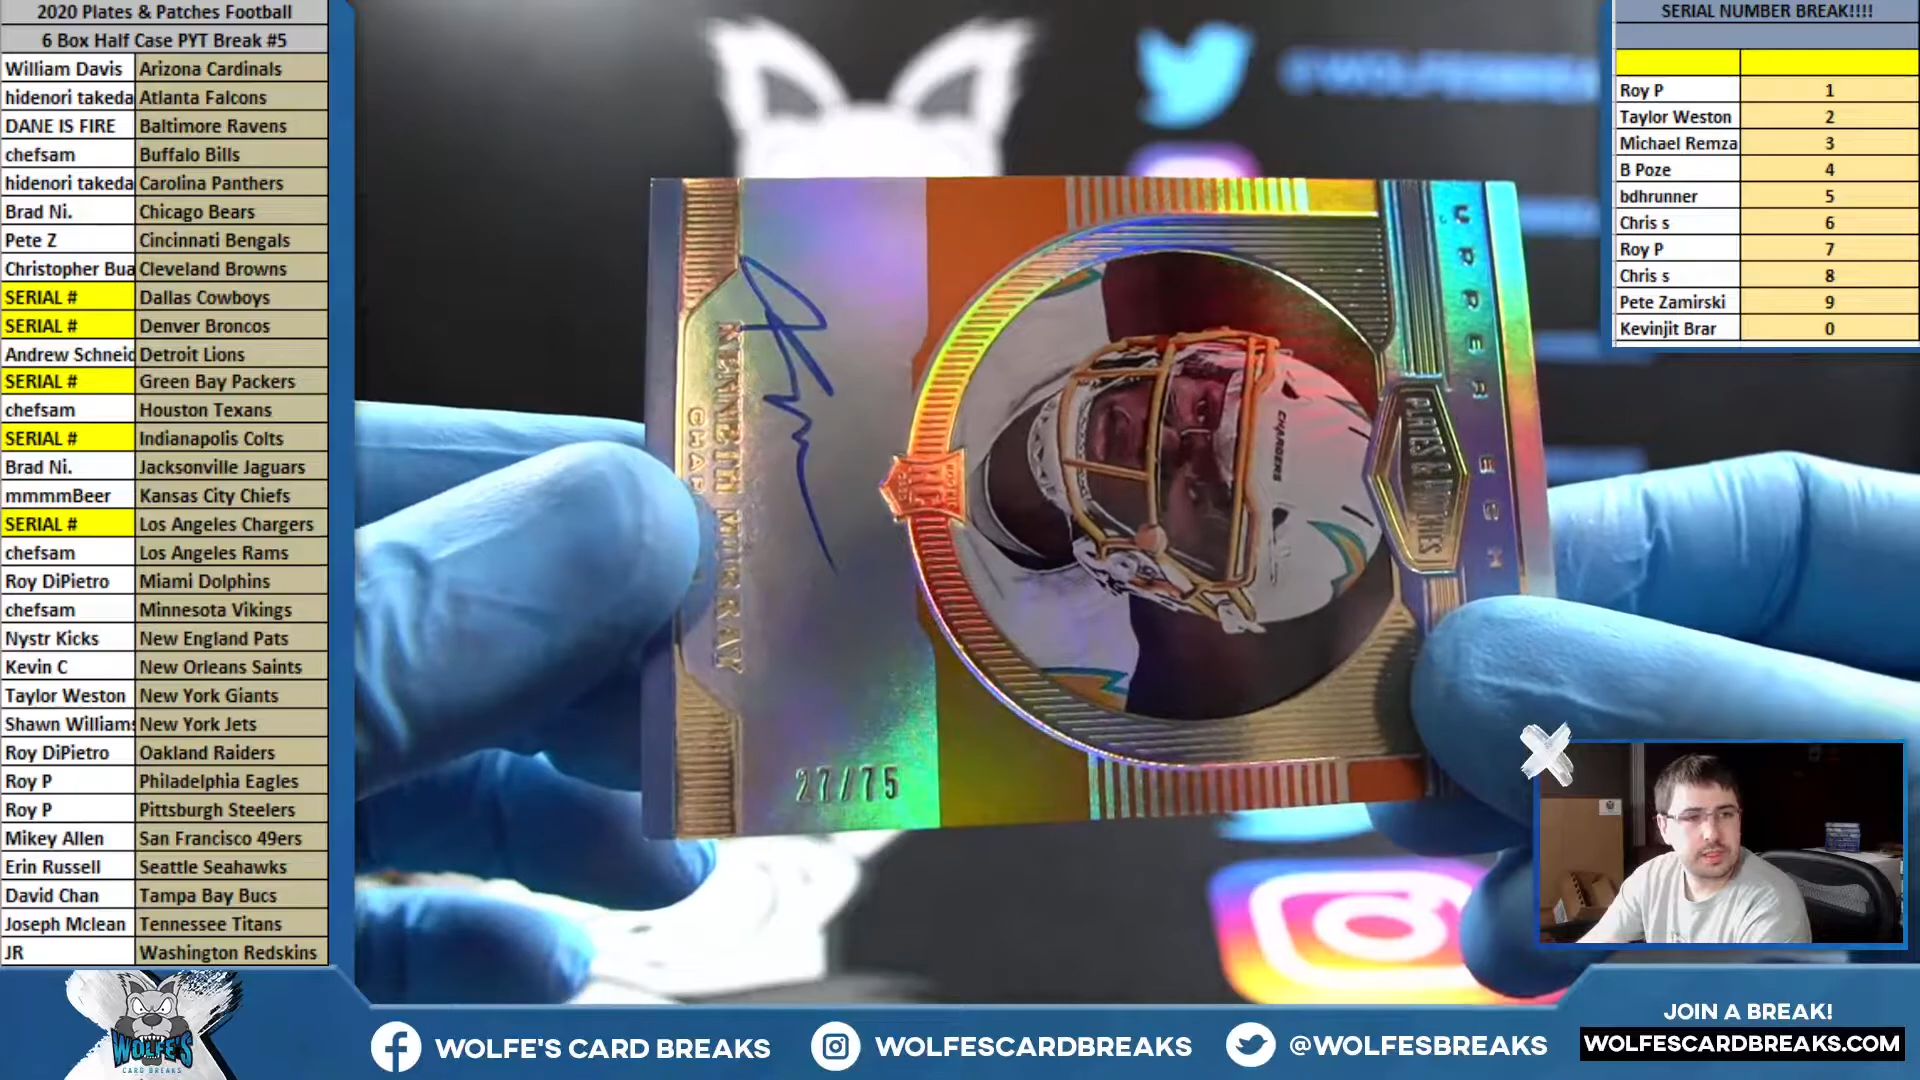 2020 Plates & Patches Football
6 Box Half Case PYT Break #5
William Davis Arizona Cardinals
hidenori takeda Atlanta Falcons
DANE IS FIRE Baltimore Ravens
chefsam Buffalo Bills
hidenori takeda Carolina Panthers
Brad Ni. Chicago Bears
Pete Z Cincinnati Bengals
Christopher Bua Cleveland Browns
SERIAL # Dallas Cowboys
SERIAL # Denver Broncos
Andrew Schneid Detroit Lions
SERIAL # Green Bay Packers
chefsam Houston Texans
SERIAL # Indianapolis Colts
Brad Ni. Jacksonville Jaguars
mmmmBeer Kansas City Chiefs
SERIAL # Los Angeles Chargers
chefsam Los Angeles Rams
Roy DiPietro Miami Dolphins
chefsam Minnesota Vikings
Nystr Kicks New England Pats
Kevin C New Orleans Saints
Taylor Weston New York Giants
Shawn Williams New York Jets
Roy DiPietro Oakland Raiders
Roy P Philadelphia Eagles
Roy P Pittsburgh Steelers
Mikey Allen San Francisco 49ers
Erin Russell Seattle Seahawks
David Chan Tampa Bay Bucs
Joseph Mclean Tennessee Titans
JR Washington Redskins
@WOLFESBREA
UPPER ECH
PLATES & PATCHES
CHARGERS
KENNETH MURRAY
CHAR
27/75
SERIAL NUMBER BREAK!!!!
Roy P 1
Taylor Weston 2
Michael Remza 3
B Poze 4
bdhrunner 5
Chris s 6
Roy P 7
Chris s 8
Pete Zamirski 9
Kevinjit Brar 0
WOLFE'S
CARD BREAKS
WOLFE'S CARD BREAKS
WOLFESCARDBREAKS
@WOLFESBREAKS
JOIN A BREAK!
WOLFESCARDBREAKS.COM